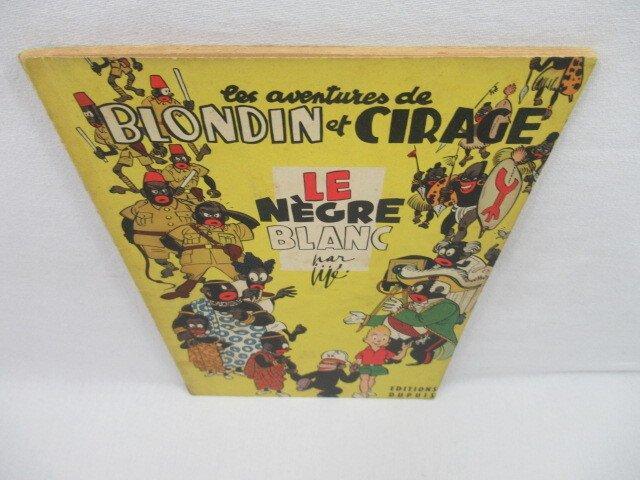 les aventures de
BLONDIN et CIRAGE
LE
NÈGRE
BLANC
par
Jijé.
EDITIONS
DUPUIS